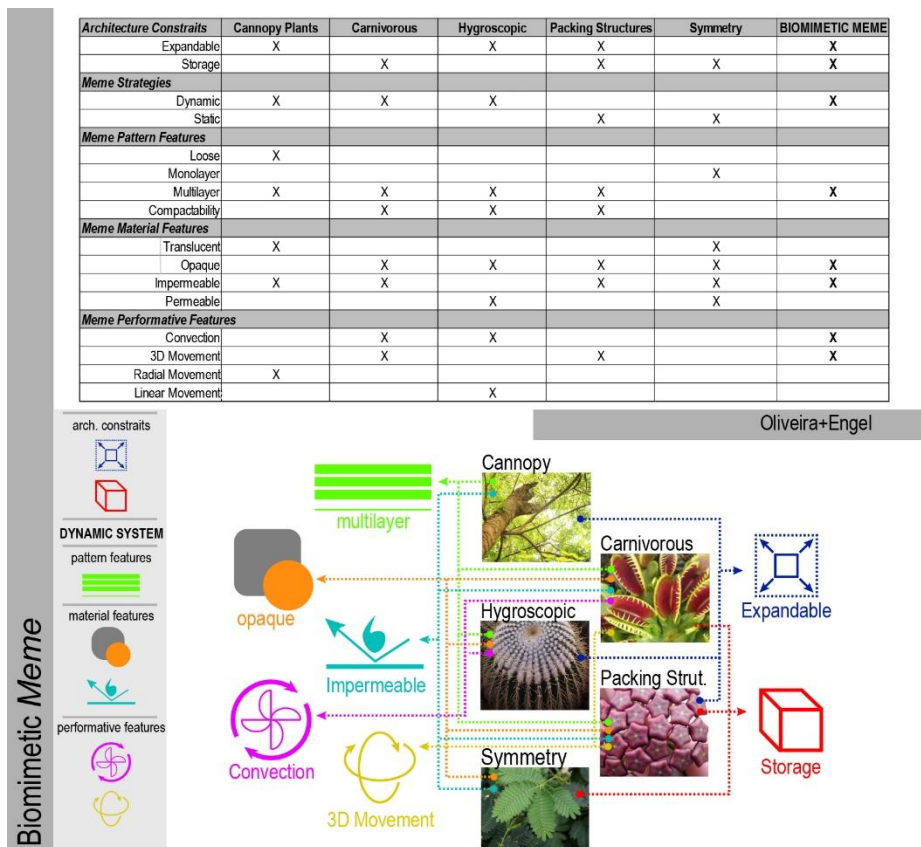 Architecture Constraits Cannopy Plants Carnivorous Hygroscopic Packing Structures Symmetry BIOMIMETIC MEME
Expandable X X X X
Storage X X X X
Meme Strategies
Dynamic X X X X
Static X X
Meme Pattern Features
Loose X
Monolayer X
Multilayer X X X X X
Compactability X X X
Meme Material Features
Translucent X X
Opaque X X X X X
Impermeable X X X X X
Permeable X X
Meme Performative Features
Convection X X X
3D Movement X X X
Radial Movement X
Linear Movement X
Oliveira+Engel
Biomimetic Meme
arch. constraits
DYNAMIC SYSTEM
pattern features
material features
performative features
Cannopy
multilayer
Carnivorous
opaque
Hygroscopic
Expandable
Impermeable
Packing Strut.
Convection
Symmetry
Storage
3D Movement